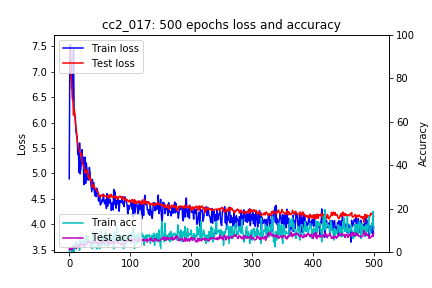 cc2_017: 500 epochs loss and accuracy
Train loss
Test loss
Train acc
Test acc
Loss
Accuracy
7.5
7.0
6.5
6.0
5.5
5.0
4.5
4.0
3.5
100
80
60
40
20
0
0 100 200 300 400 500